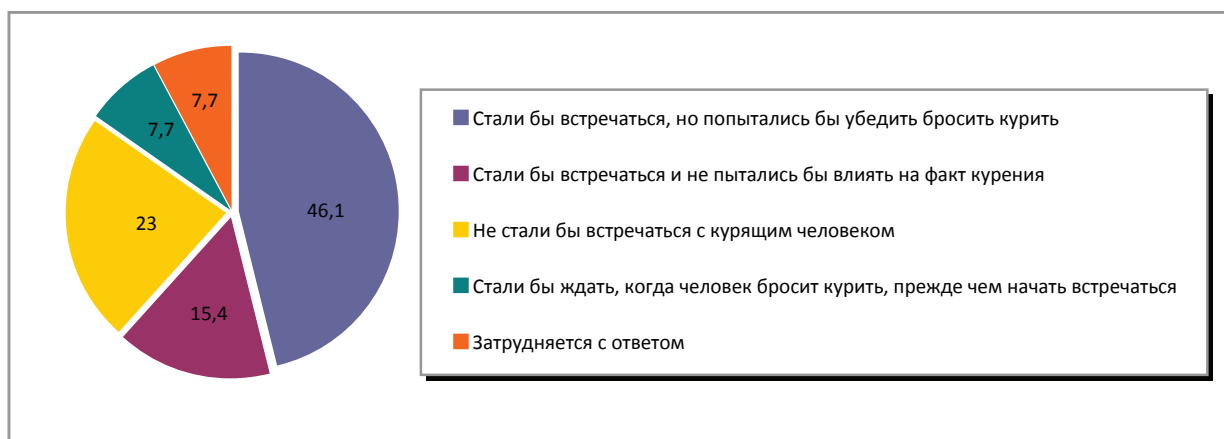 7,7
7,7
46,1
23
15,4
Стали бы встречаться, но попытались бы убедить бросить курить
Стали бы встречаться и не пытались бы влиять на факт курения
Не стали бы встречаться с курящим человеком
Стали бы ждать, когда человек бросит курить, прежде чем начать встречаться
Затрудняется с ответом